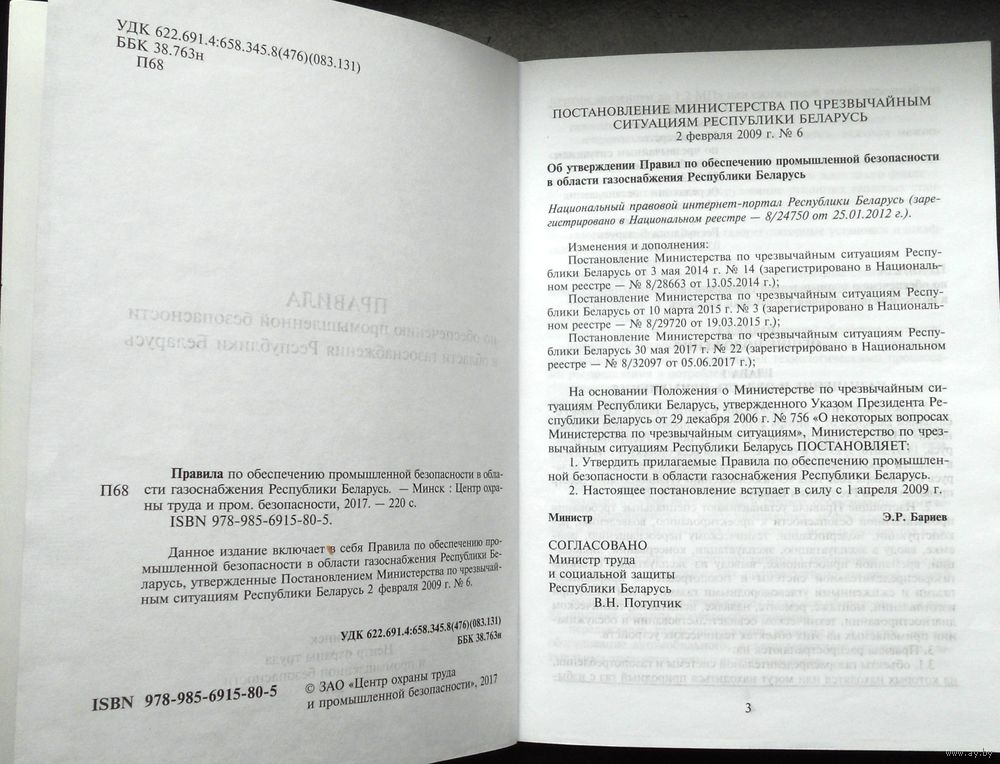 УДК 622.691.4:658.345.8(476)(083.131)
ББК 38.763н
П68
ПРАВИЛА
по обеспечению промышленной безопасности
в области газоснабжения Республики Беларусь
Правила по обеспечению промышленной безопасности в обла-
П68 сти газоснабжения Республики Беларусь. — Минск : Центр охра-
ны труда и пром. безопасности, 2017. — 220 с.
ISBN 978-985-6915-80-5.
Данное издание включает в себя Правила по обеспечению про-
мышленной безопасности в области газоснабжения Республики Бе-
ларусь, утвержденные Постановлением Министерства по чрезвычай-
ным ситуациям Республики Беларусь 2 февраля 2009 г. № 6.
УДК 622.691.4:658.345.8(476)(083.131)
ББК 38.763н
ISBN 978-985-6915-80-5
© ЗАО «Центр охраны труда
и промышленной безопасности», 2017
ПОСТАНОВЛЕНИЕ МИНИСТЕРСТВА ПО ЧРЕЗВЫЧАЙНЫМ
СИТУАЦИЯМ РЕСПУБЛИКИ БЕЛАРУСЬ
2 февраля 2009 г. № 6
Об утверждении Правил по обеспечению промышленной безопасности
в области газоснабжения Республики Беларусь
Национальный правовой интернет-портал Республики Беларусь (заре-
гистрировано в Национальном реестре — 8/24750 от 25.01.2012 г.).
Изменения и дополнения:
Постановление Министерства по чрезвычайным ситуациям Респу-
блики Беларусь от 3 мая 2014 г. № 14 (зарегистрировано в Националь-
ном реестре — № 8/28663 от 13.05.2014 г.);
Постановление Министерства по чрезвычайным ситуациям Респу-
блики Беларусь от 10 марта 2015 г. № 3 (зарегистрировано в Националь-
ном реестре — № 8/29720 от 19.03.2015 г.);
Постановление Министерства по чрезвычайным ситуациям Респу-
блики Беларусь 30 мая 2017 г. № 22 (зарегистрировано в Национальном
реестре — № 8/32097 от 05.06.2017 г.);
На основании Положения о Министерстве по чрезвычайным си-
туациям Республики Беларусь, утвержденного Указом Президента Ре-
спублики Беларусь от 29 декабря 2006 г. № 756 «О некоторых вопросах
Министерства по чрезвычайным ситуациям», Министерство по чрез-
вычайным ситуациям Республики Беларусь ПОСТАНОВЛЯЕТ:
1. Утвердить прилагаемые Правила по обеспечению промышлен-
ной безопасности в области газоснабжения Республики Беларусь.
2. Настоящее постановление вступает в силу с 1 апреля 2009 г.
Министр Э.Р. Бариев
СОГЛАСОВАНО
Министр труда
и социальной защиты
Республики Беларусь
В.Н. Потупчик
3
www.ay.by